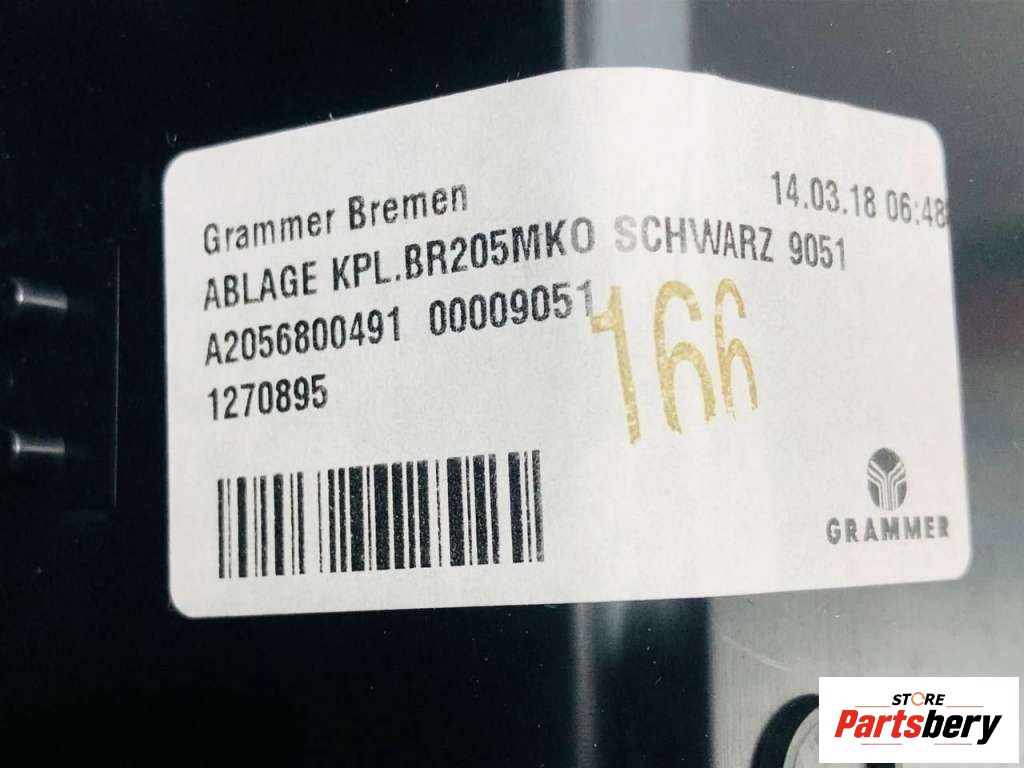 Grammer Bremen
14.03.18 06:48
ABLAGE KPL.BR205MKO SCHWARZ 9051
A2056800491 00009051
166
1270895
GRAMMER
STORE
Partsbery